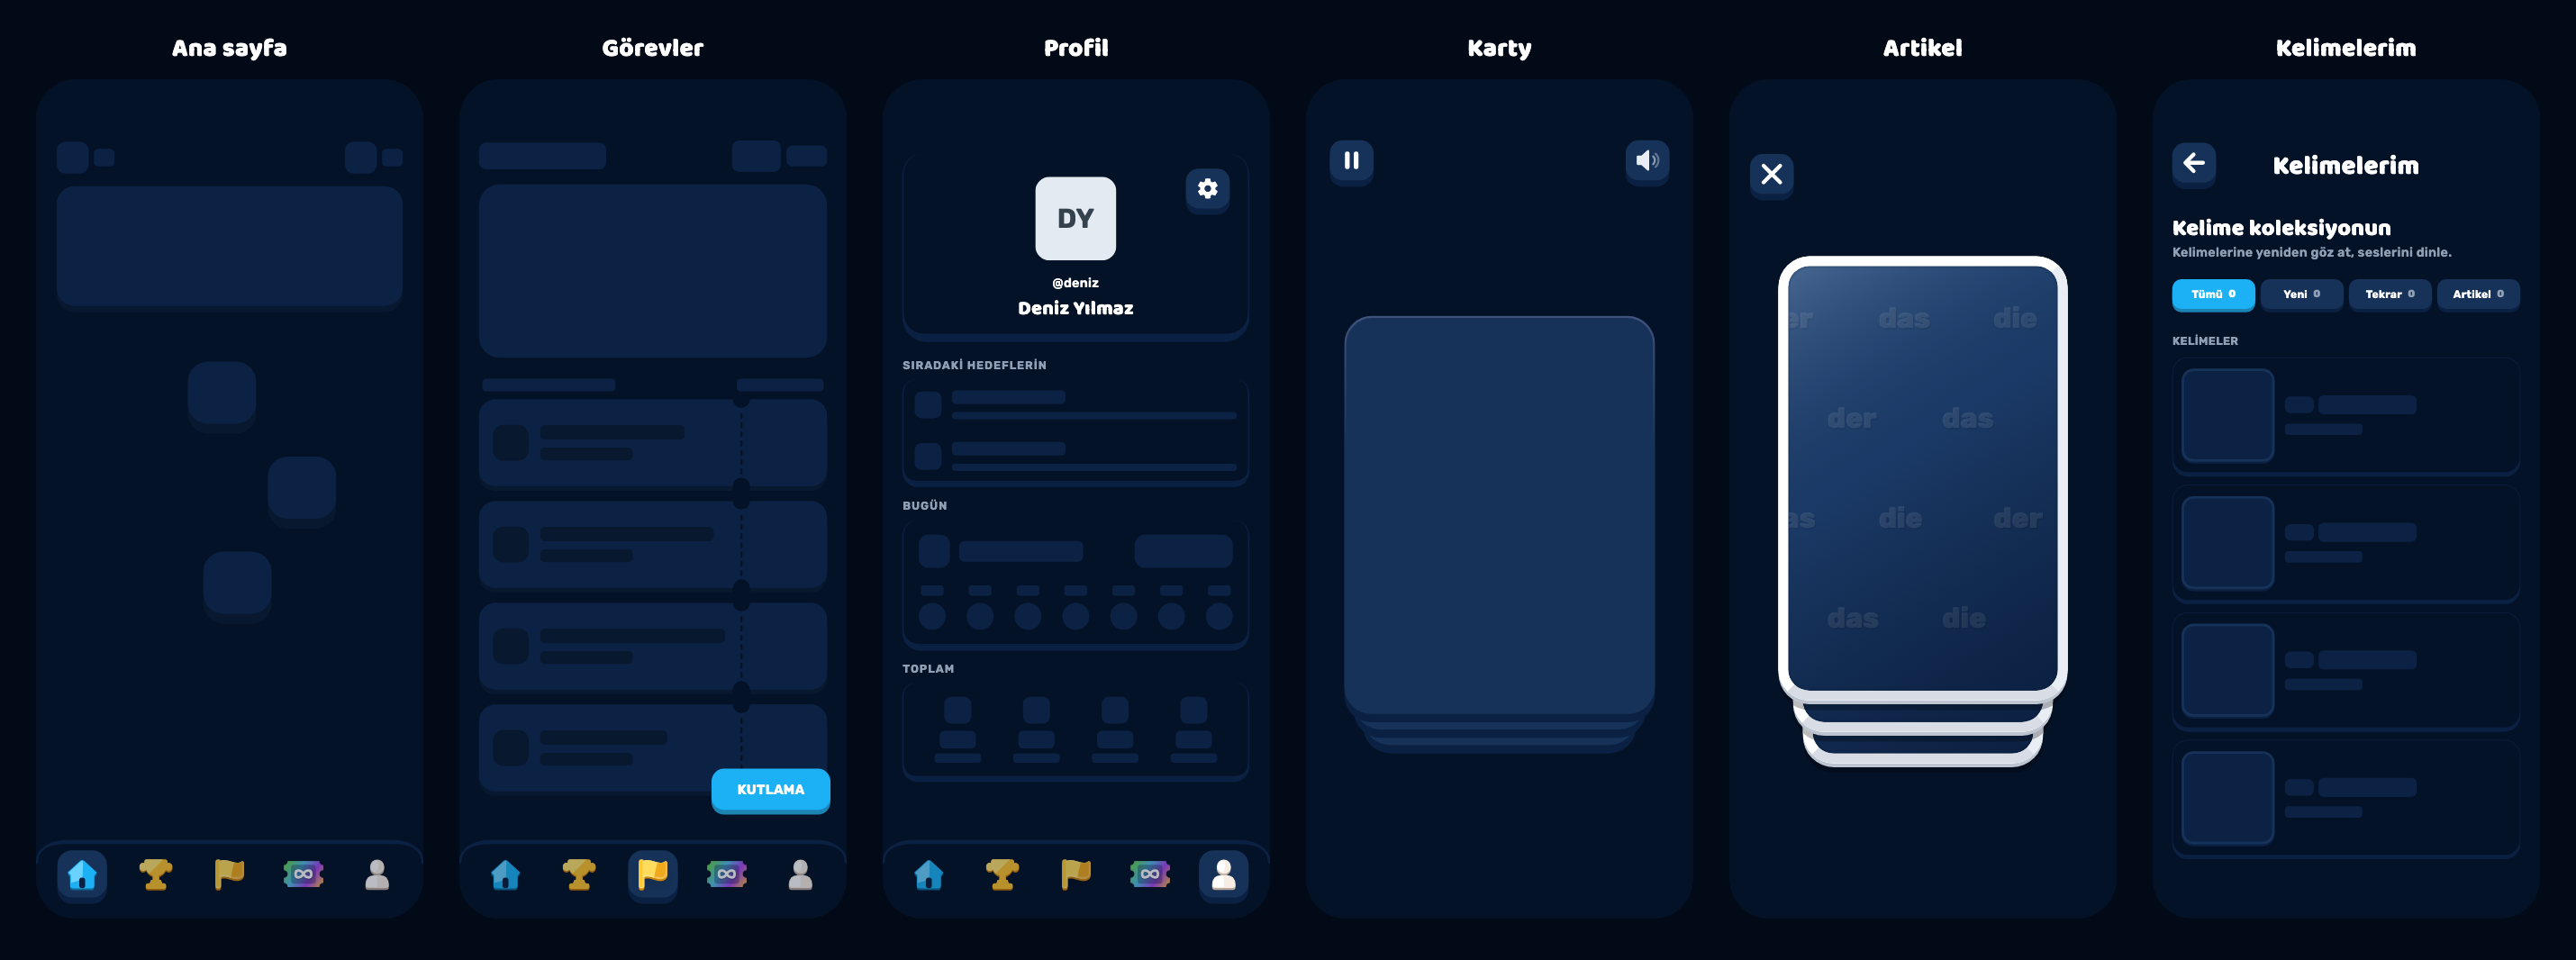 Ana sayfa
Görevler
KUTLAMA
Profil
DY
@deniz
Deniz Yılmaz
SIRADAKİ HEDEFLERİN
BUGÜN
TOPLAM
Karty
Artikel
er das die
der das
as die der
das die
Kelimelerim
Kelimelerim
Kelime koleksiyonun
Kelimelerine yeniden göz at, seslerini dinle.
Tümü 0 Yeni 0 Tekrar 0 Artikel 0
KELİMELER